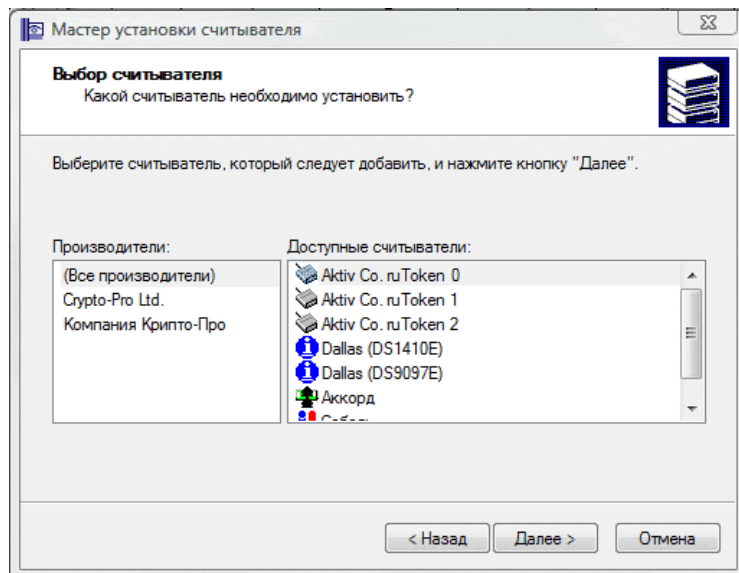 Мастер установки считывателя
Выбор считывателя
Какой считыватель необходимо установить?
Выберите считыватель, который следует добавить, и нажмите кнопку "Далее".
Производители:
(Все производители)
Crypto-Pro Ltd.
Компания Крипто-Про
Доступные считыватели:
Aktiv Co. ruToken 0
Aktiv Co. ruToken 1
Aktiv Co. ruToken 2
Dallas (DS1410E)
Dallas (DS9097E)
Аккорд
< Назад
Далее >
Отмена